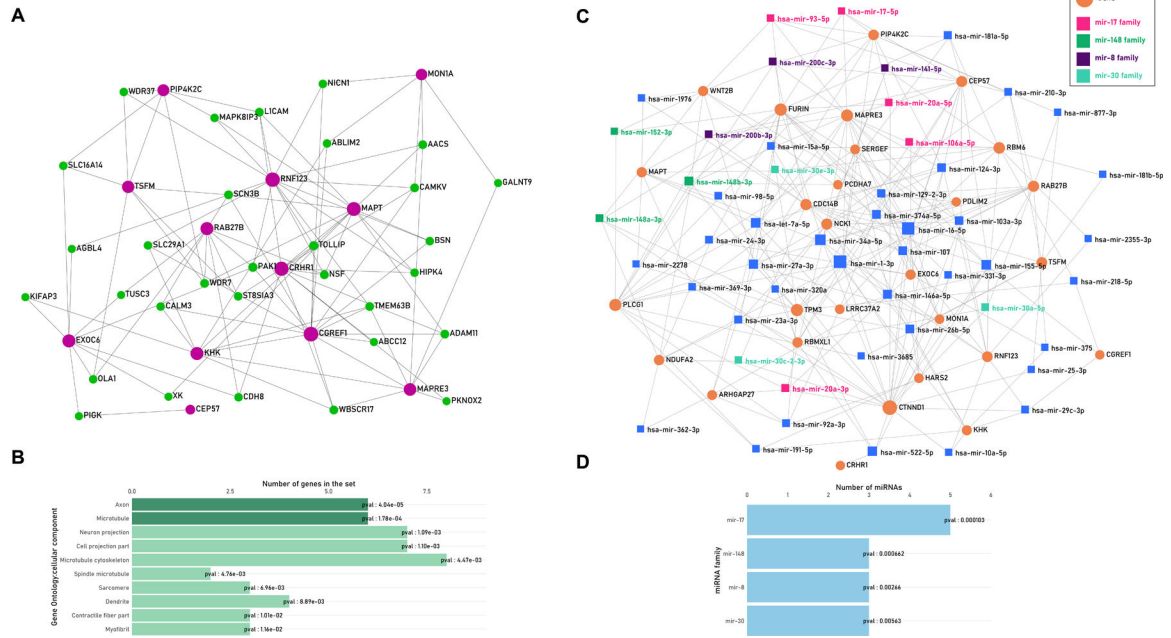 A
MON1A
NICN1
WDR37
PIP4K2C
L1CAM
MAPK8IP3
ABLIM2
AACS
SLC16A14
TSFM
RNF123
GALNT9
SCN3B
CAMKV
MAPT
RAB27B
BSN
AGBL4
SLC29A1
TOLLIP
PAK1
CRHR1
NSF
HIPK4
WDR7
KIFAP3
TUSC3
ST8SIA3
CALM3
TMEM63B
EXOC6
CGREF1
ADAM11
ABCC12
KHK
OLA1
MAPRE3
XK
CDH8
PKNOX2
CEP57
WBSCR17
PIGK
B
Number of genes in the set
0.0 2.5 5.0 7.5
Gene Ontology:cellular component
Axon pval : 4.04e-05
Microtubule pval : 1.78e-04
Neuron projection pval : 1.09e-03
Cell projection part pval : 1.10e-03
Microtubule cytoskeleton pval : 4.47e-03
Spindle microtubule pval : 4.76e-03
Sarcomere pval : 6.96e-03
Dendrite pval : 8.89e-03
Contractile fiber part pval : 1.01e-02
Myofibril pval : 1.16e-02
C
mir-17 family
mir-148 family
mir-8 family
mir-30 family
hsa-mir-17-5p
hsa-mir-93-5p
PIP4K2C
hsa-mir-181a-5p
hsa-mir-200c-3p
hsa-mir-141-5p
CEP57
WNT2B
hsa-mir-210-3p
hsa-mir-1976
hsa-mir-20a-5p
FURIN
MAPRE3
hsa-mir-877-3p
hsa-mir-152-3p
hsa-mir-200b-3p
hsa-mir-106a-5p
hsa-mir-15a-5p
SERGEF
RBM6
MAPT
hsa-mir-30e-3p
hsa-mir-124-3p
hsa-mir-181b-5p
hsa-mir-148b-3p
PCDHA7
RAB27B
hsa-mir-98-5p
hsa-mir-129-2-3p
CDC14B
PDLIM2
hsa-mir-148a-3p
hsa-mir-374a-5p
hsa-mir-let-7a-5p
NCK1
hsa-mir-103a-3p
hsa-mir-16-5p
hsa-mir-24-3p
hsa-mir-34a-5p
hsa-mir-2355-3p
hsa-mir-107
hsa-mir-2278
hsa-mir-27a-3p
hsa-mir-1-3p
hsa-mir-155-5p
TSFM
EXOC6
hsa-mir-331-3p
hsa-mir-218-5p
hsa-mir-369-3p
hsa-mir-320a
hsa-mir-146a-5p
PLCG1
TPM3
LRRC37A2
hsa-mir-30a-5p
hsa-mir-23a-3p
MON1A
hsa-mir-26b-5p
RBMXL1
hsa-mir-375
NDUFA2
hsa-mir-30c-2-3p
hsa-mir-3685
RNF123
CGREF1
hsa-mir-25-3p
HARS2
hsa-mir-20a-3p
ARHGAP27
CTNND1
hsa-mir-29c-3p
hsa-mir-362-3p
hsa-mir-92a-3p
KHK
hsa-mir-191-5p
hsa-mir-522-5p
hsa-mir-10a-5p
CRHR1
D
Number of miRNAs
0 1 2 3 4 5 6
miRNA family
mir-17 pval : 0.000103
mir-148 pval : 0.000662
mir-8 pval : 0.00266
mir-30 pval : 0.00563